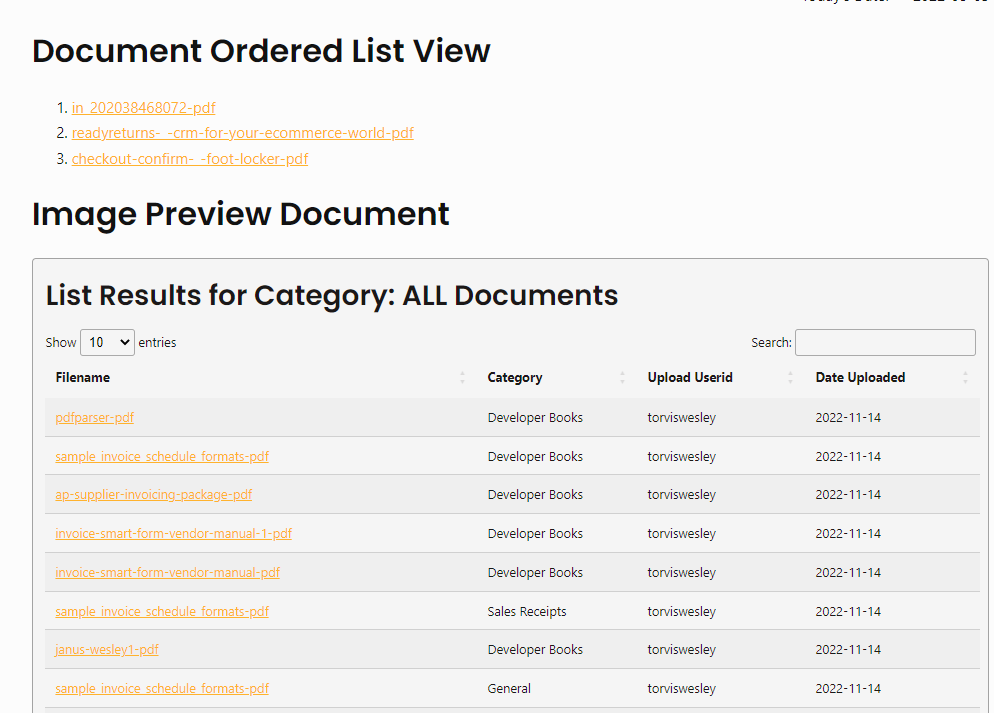 Document Ordered List View
1. in_202038468072-pdf
2. readyreturns-_-crm-for-your-ecommerce-world-pdf
3. checkout-confirm-_-foot-locker-pdf
Image Preview Document
List Results for Category: ALL Documents
Show 10 entries Search:
Filename Category Upload Userid Date Uploaded
pdfparser-pdf Developer Books torviswesley 2022-11-14
sample_invoice_schedule_formats-pdf Developer Books torviswesley 2022-11-14
ap-supplier-invoicing-package-pdf Developer Books torviswesley 2022-11-14
invoice-smart-form-vendor-manual-1-pdf Developer Books torviswesley 2022-11-14
invoice-smart-form-vendor-manual-pdf Developer Books torviswesley 2022-11-14
sample_invoice_schedule_formats-pdf Sales Receipts torviswesley 2022-11-14
janus-wesley1-pdf Developer Books torviswesley 2022-11-14
sample_invoice_schedule_formats-pdf General torviswesley 2022-11-14